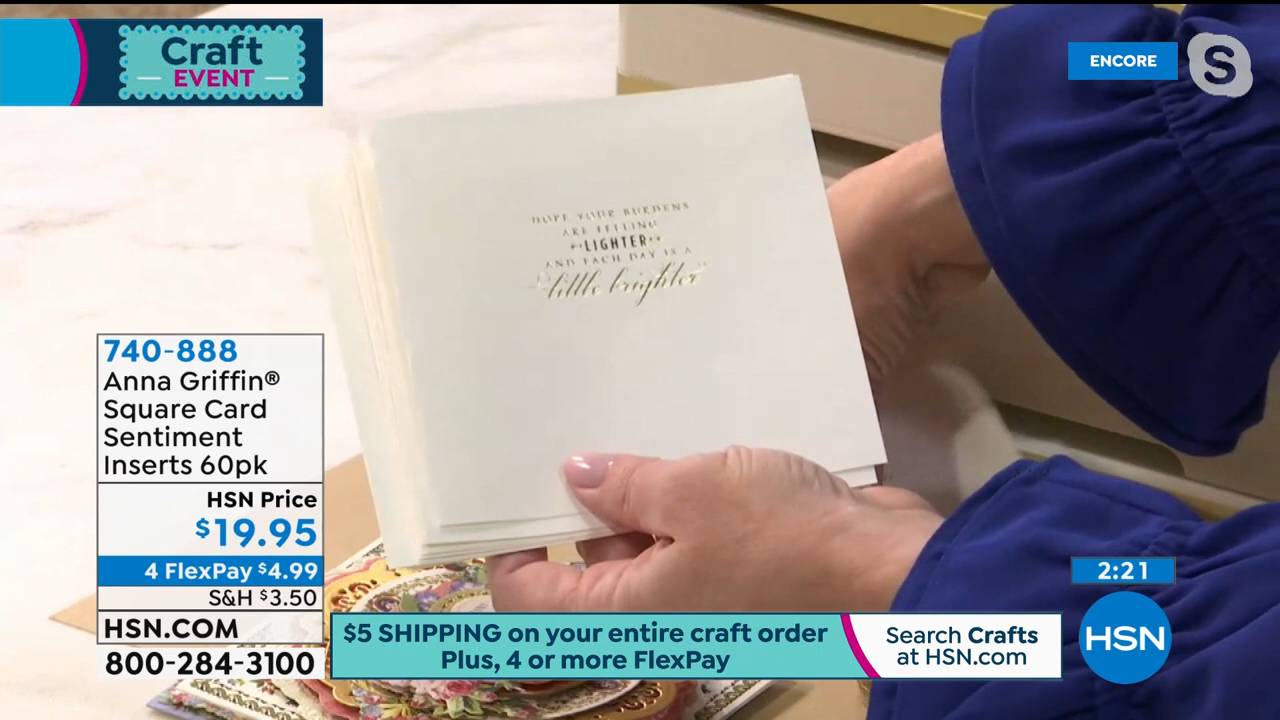 Craft
EVENT
ENCORE
S
HOPE YOUR BURDENS
ARE FEELING
LIGHTER
AND EACH DAY IS A
little brighter
740-888
Anna Griffin®
Square Card
Sentiment
Inserts 60pk
HSN Price
$19.95
4 FlexPay $4.99
S&H $3.50
HSN.COM
800-284-3100
$5 SHIPPING on your entire craft order
Plus, 4 or more FlexPay
Search Crafts
at HSN.com
2:21
HSN